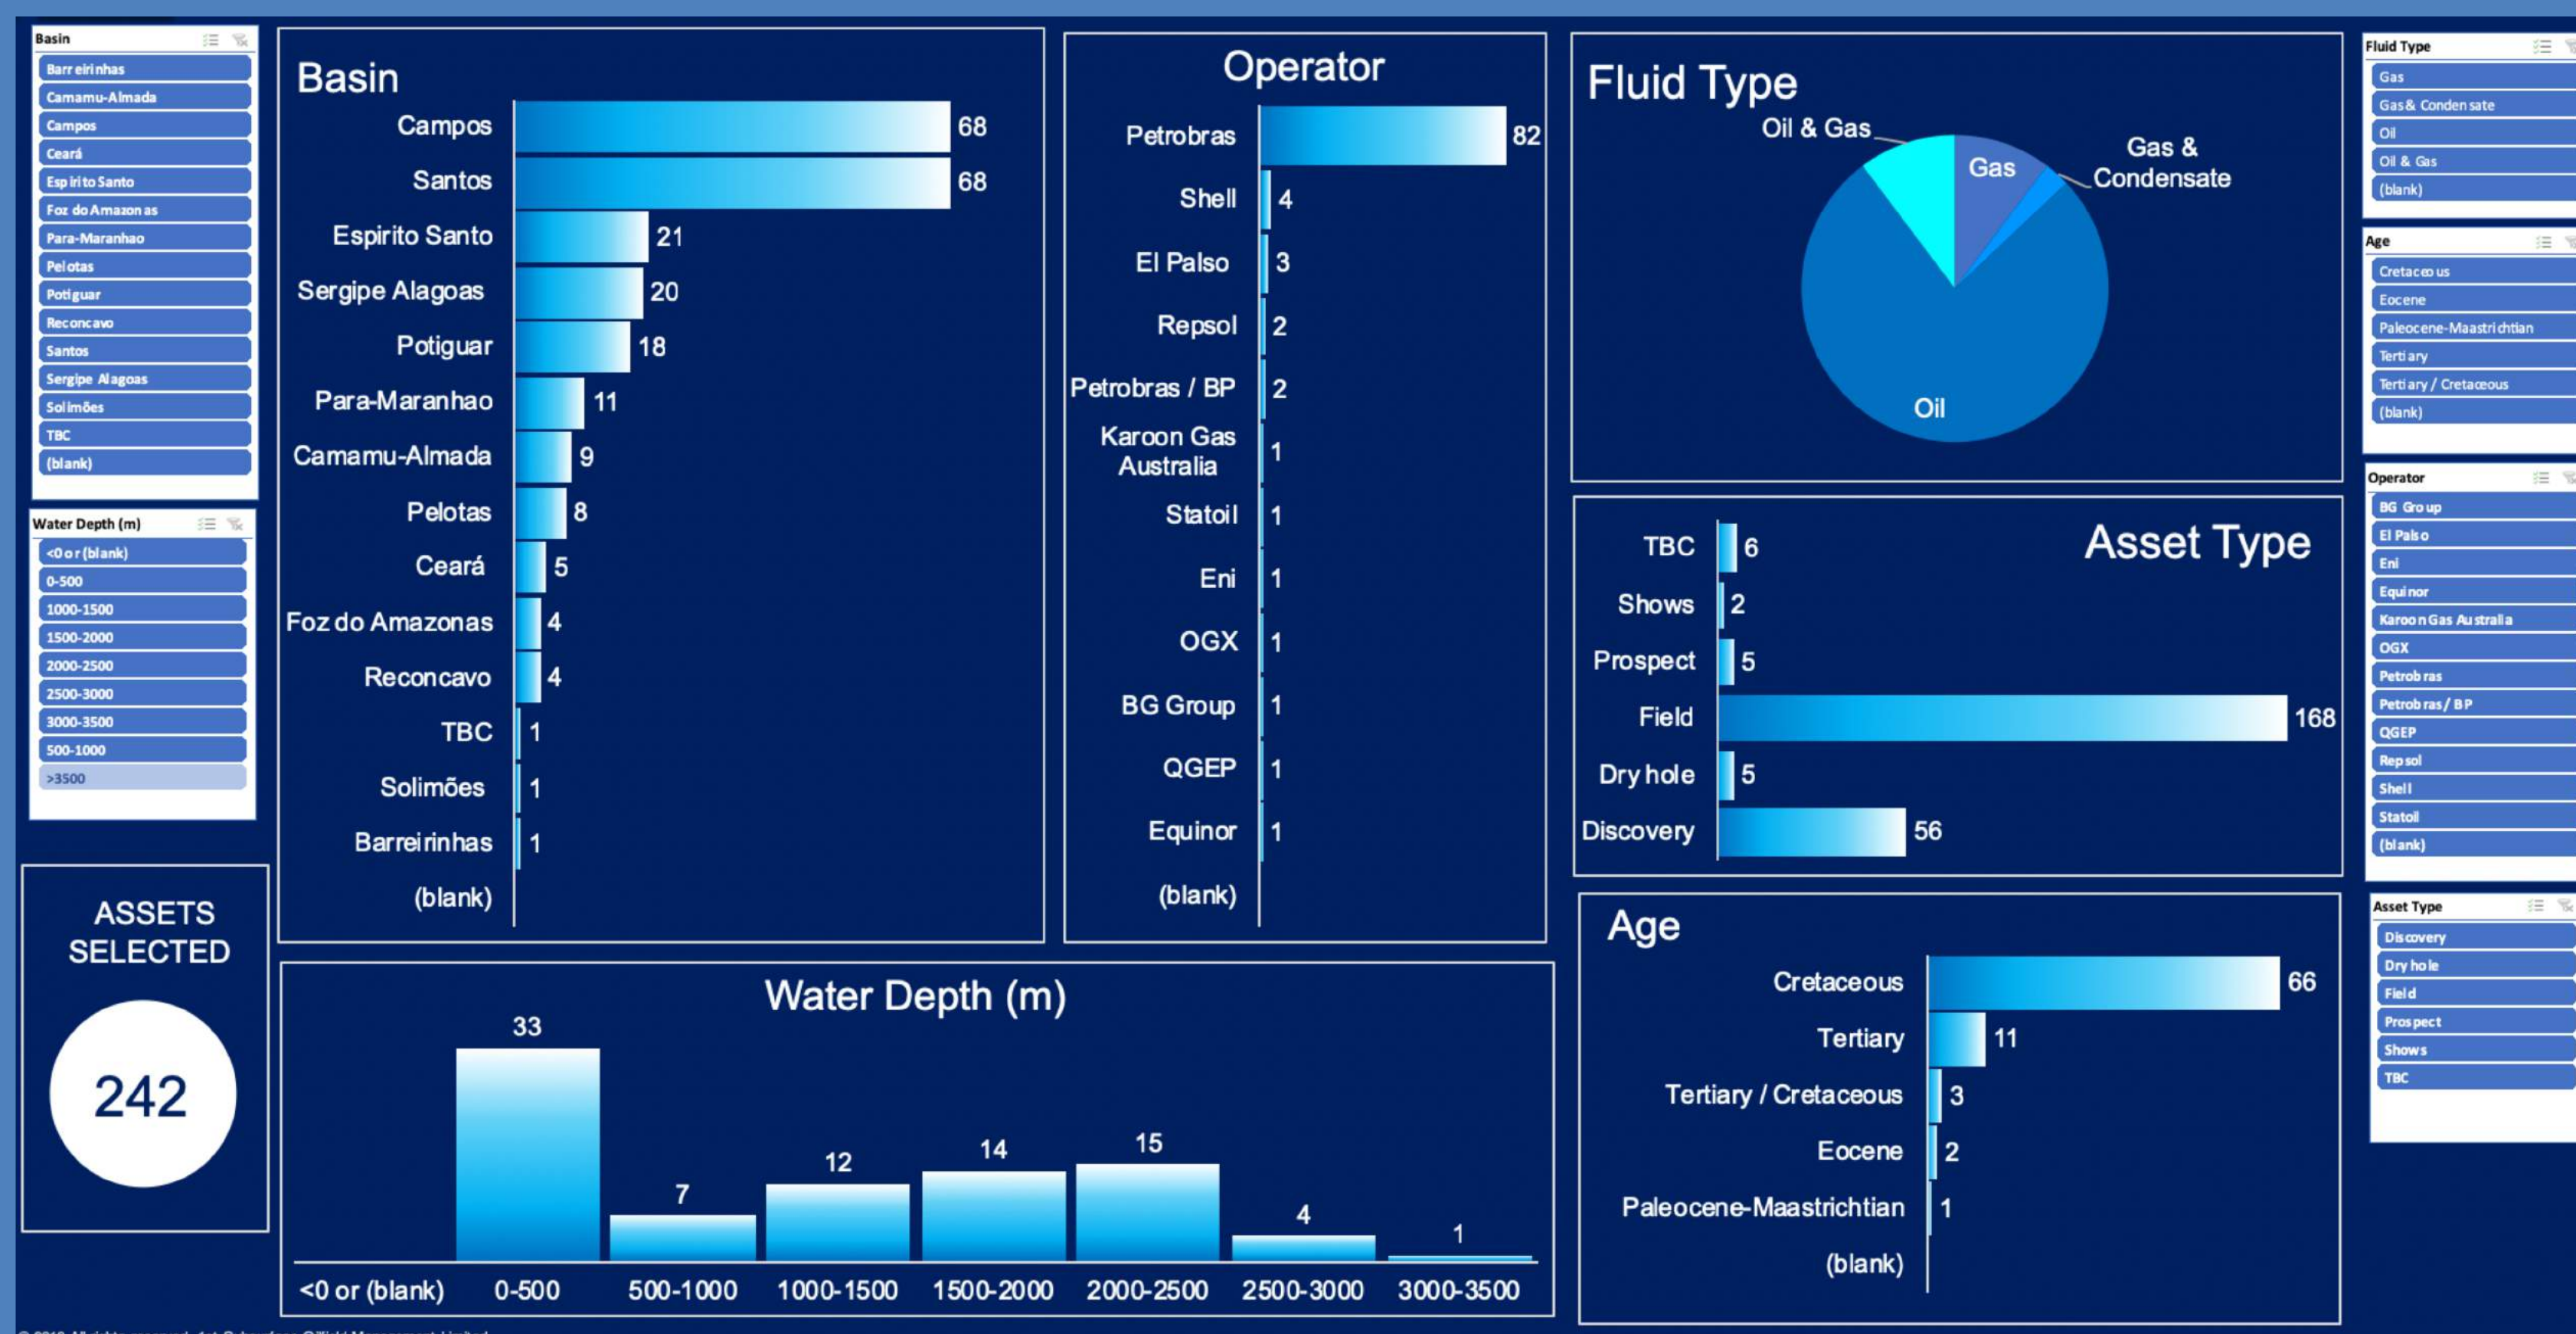 Basin
Barreirinhas
Camamu-Almada
Campos
Ceará
Espirito Santo
Foz do Amazonas
Para-Maranhao
Pelotas
Potiguar
Reconcavo
Santos
Sergipe Alagoas
Solimões
TBC
(blank)
Water Depth (m)
<0 or (blank)
0-500
1000-1500
1500-2000
2000-2500
2500-3000
3000-3500
500-1000
>3500
ASSETS
SELECTED
242
Basin
Campos 68
Santos 68
Espirito Santo 21
Sergipe Alagoas 20
Potiguar 18
Para-Maranhao 11
Camamu-Almada 9
Pelotas 8
Ceará 5
Foz do Amazonas 4
Reconcavo 4
TBC 1
Solimões 1
Barreirinhas 1
(blank)
Operator
Petrobras 82
Shell 4
El Palso 3
Repsol 2
Petrobras / BP 2
Karoon Gas
Australia 1
Statoil 1
Eni 1
OGX 1
BG Group 1
QGEP 1
Equinor 1
(blank)
Water Depth (m)
33 7 12 14 15 4 1
<0 or (blank) 0-500 500-1000 1000-1500 1500-2000 2000-2500 2500-3000 3000-3500
Fluid Type
Oil & Gas
Gas
Gas &
Condensate
Oil
Asset Type
TBC 6
Shows 2
Prospect 5
Field 168
Dry hole 5
Discovery 56
Age
Cretaceous 66
Tertiary 11
Tertiary / Cretaceous 3
Eocene 2
Paleocene-Maastrichtian 1
(blank)
Fluid Type
Gas
Gas & Condensate
Oil
Oil & Gas
(blank)
Age
Cretaceous
Eocene
Paleocene-Maastrichtian
Tertiary
Tertiary / Cretaceous
(blank)
Operator
BG Group
El Palso
Eni
Equinor
Karoon Gas Australia
OGX
Petrobras
Petrobras / BP
QGEP
Repsol
Shell
Statoil
(blank)
Asset Type
Discovery
Dry hole
Field
Prospect
Shows
TBC